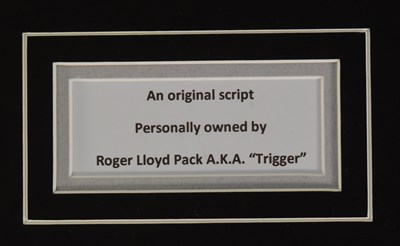 An original script
Personally owned by
Roger Lloyd Pack A.K.A. “Trigger”